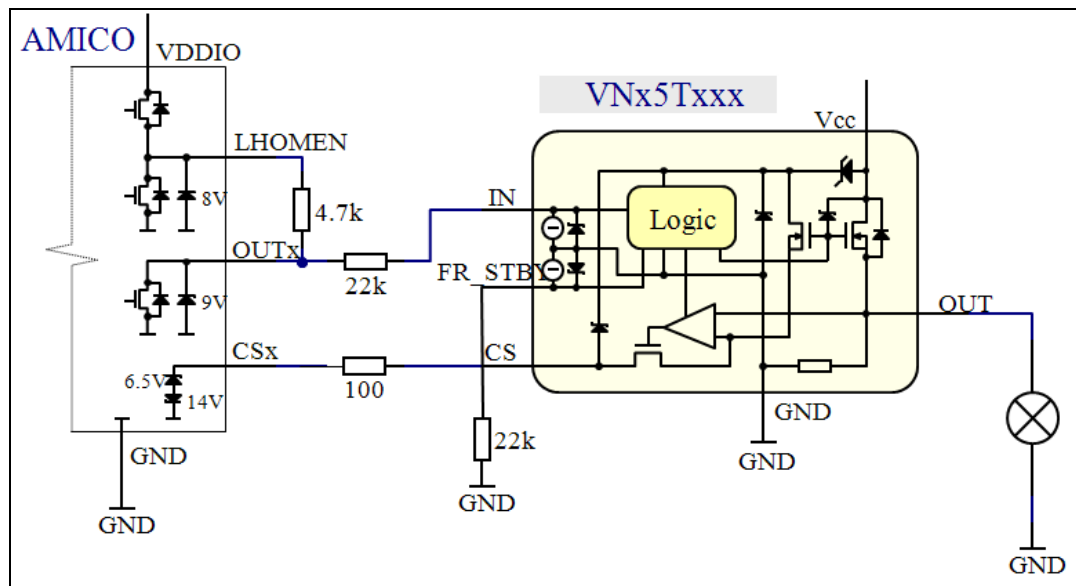 AMICO
VDDIO
VNx5Txxx
Vcc
LHOMEN
8V
4.7k
IN
Logic
OUTx
22k
FR_STBY
9V
OUT
CSx
100
CS
6.5V
14V
GND
GND
22k
GND
GND
GND
GND